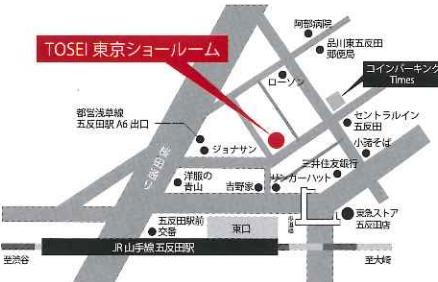 阿部病院
品川東五反田
郵便局
TOSEI 東京ショールーム
コインパーキング
Times
ローソン
都営浅草線
五反田駅 A6 出口
セントラルイン
五反田
ジョナサン
小諸そば
三井住友銀行
洋服の
青山
吉野家
リンガーハット
東急ストア
五反田店
五反田駅前
交番
東口
JR 山手線 五反田駅
至渋谷
至大崎